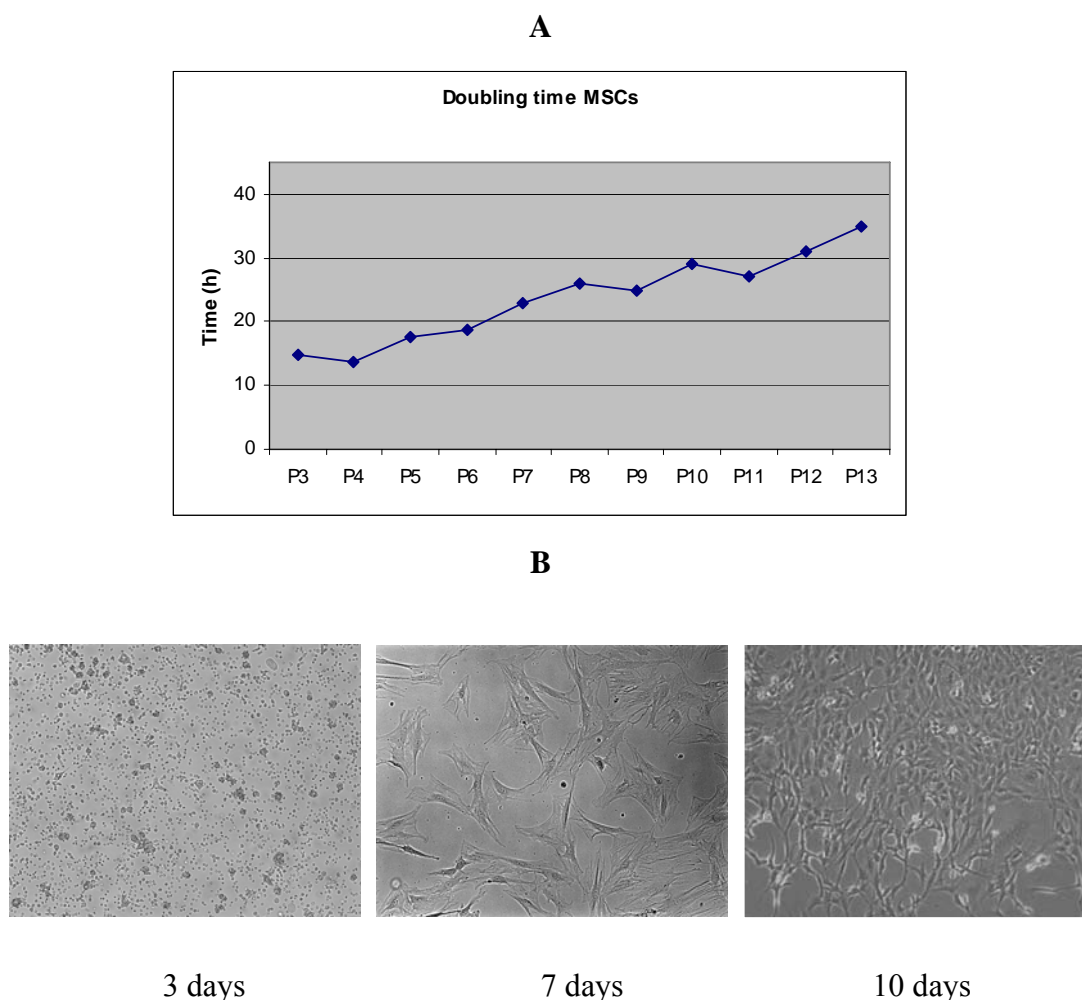 A
Doubling time MSCs
Time (h)
40
30
20
10
0
P3 P4 P5 P6 P7 P8 P9 P10 P11 P12 P13
B
3 days 7 days 10 days